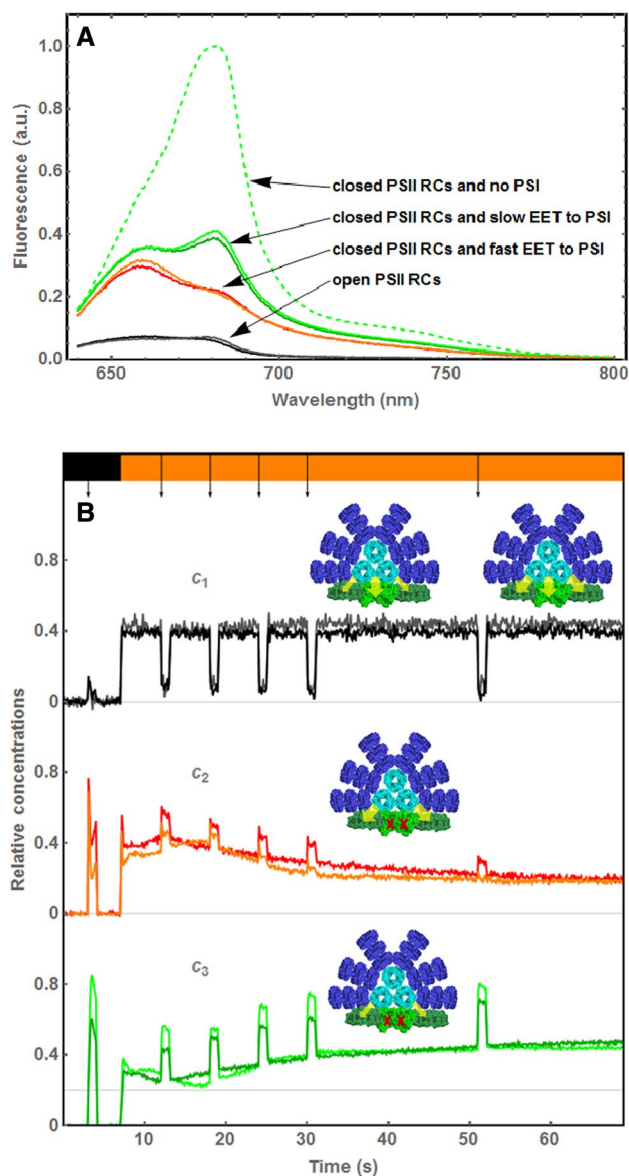 A
1.0
0.8
0.6
0.4
0.2
0.0
Fluorescence (a.u.)
closed PSII RCs and no PSI
closed PSII RCs and slow EET to PSI
closed PSII RCs and fast EET to PSI
open PSII RCs
650
700
750
800
Wavelength (nm)
B
0.8
c1
0.4
0
0.8
c2
0.4
0
x x
0.8
c3
0.4
0
x x
Relative concentrations
10
20
30
40
50
60
Time (s)